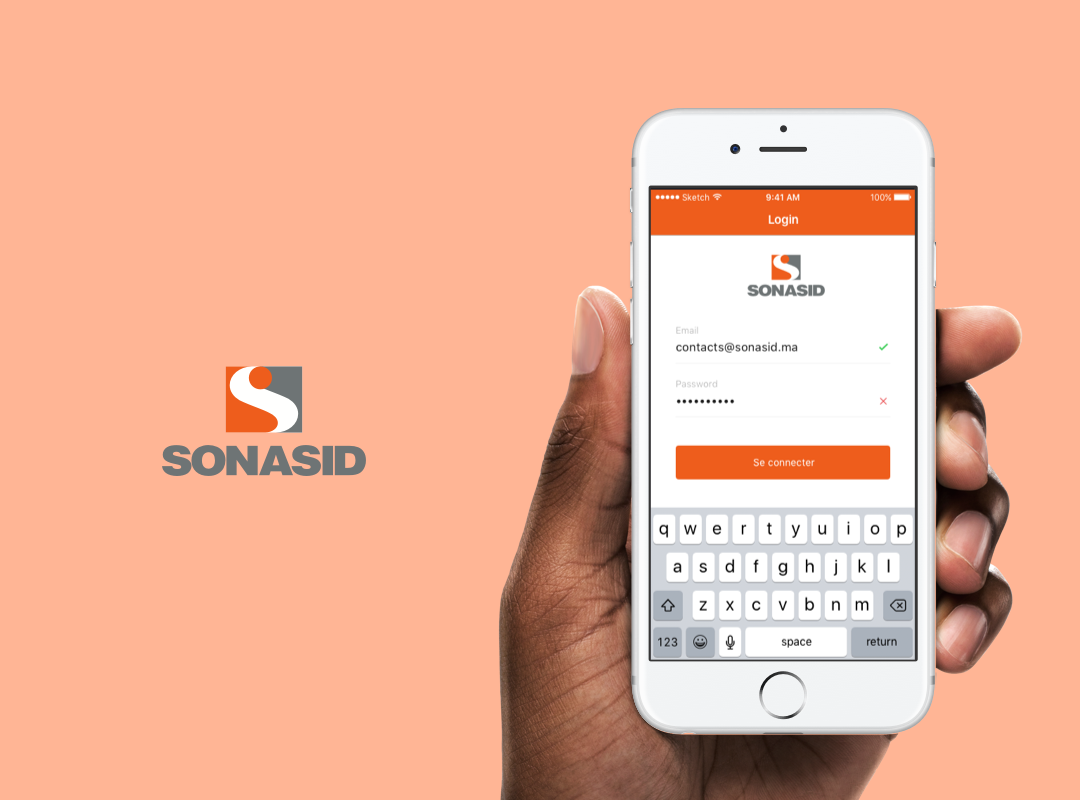 SONASID
Sketch 9:41 AM 100%
Login
SONASID
Email
contacts@sonasid.ma
Password
••••••••••
Se connecter
q w e r t y u i o p
a s d f g h j k l
z x c v b n m
123 space return